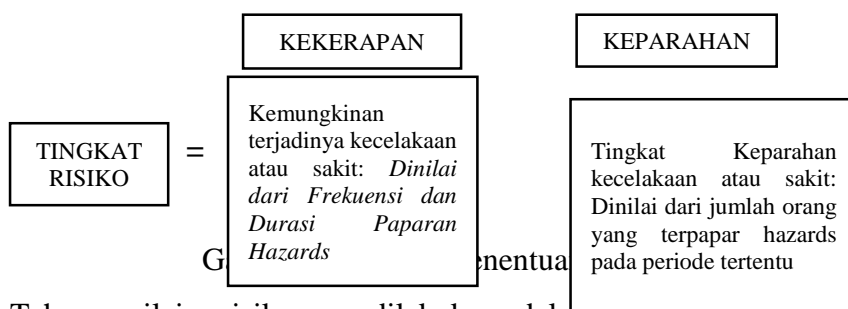 KEKERAPAN
KEPARAHAN
TINGKAT
RISIKO
=
Kemungkinan
terjadinya kecelakaan
atau sakit: Dinilai
dari Frekuensi dan
Durasi Paparan
Hazards
Tingkat Keparahan
kecelakaan atau sakit:
Dinilai dari jumlah orang
yang terpapar hazards
pada periode tertentu